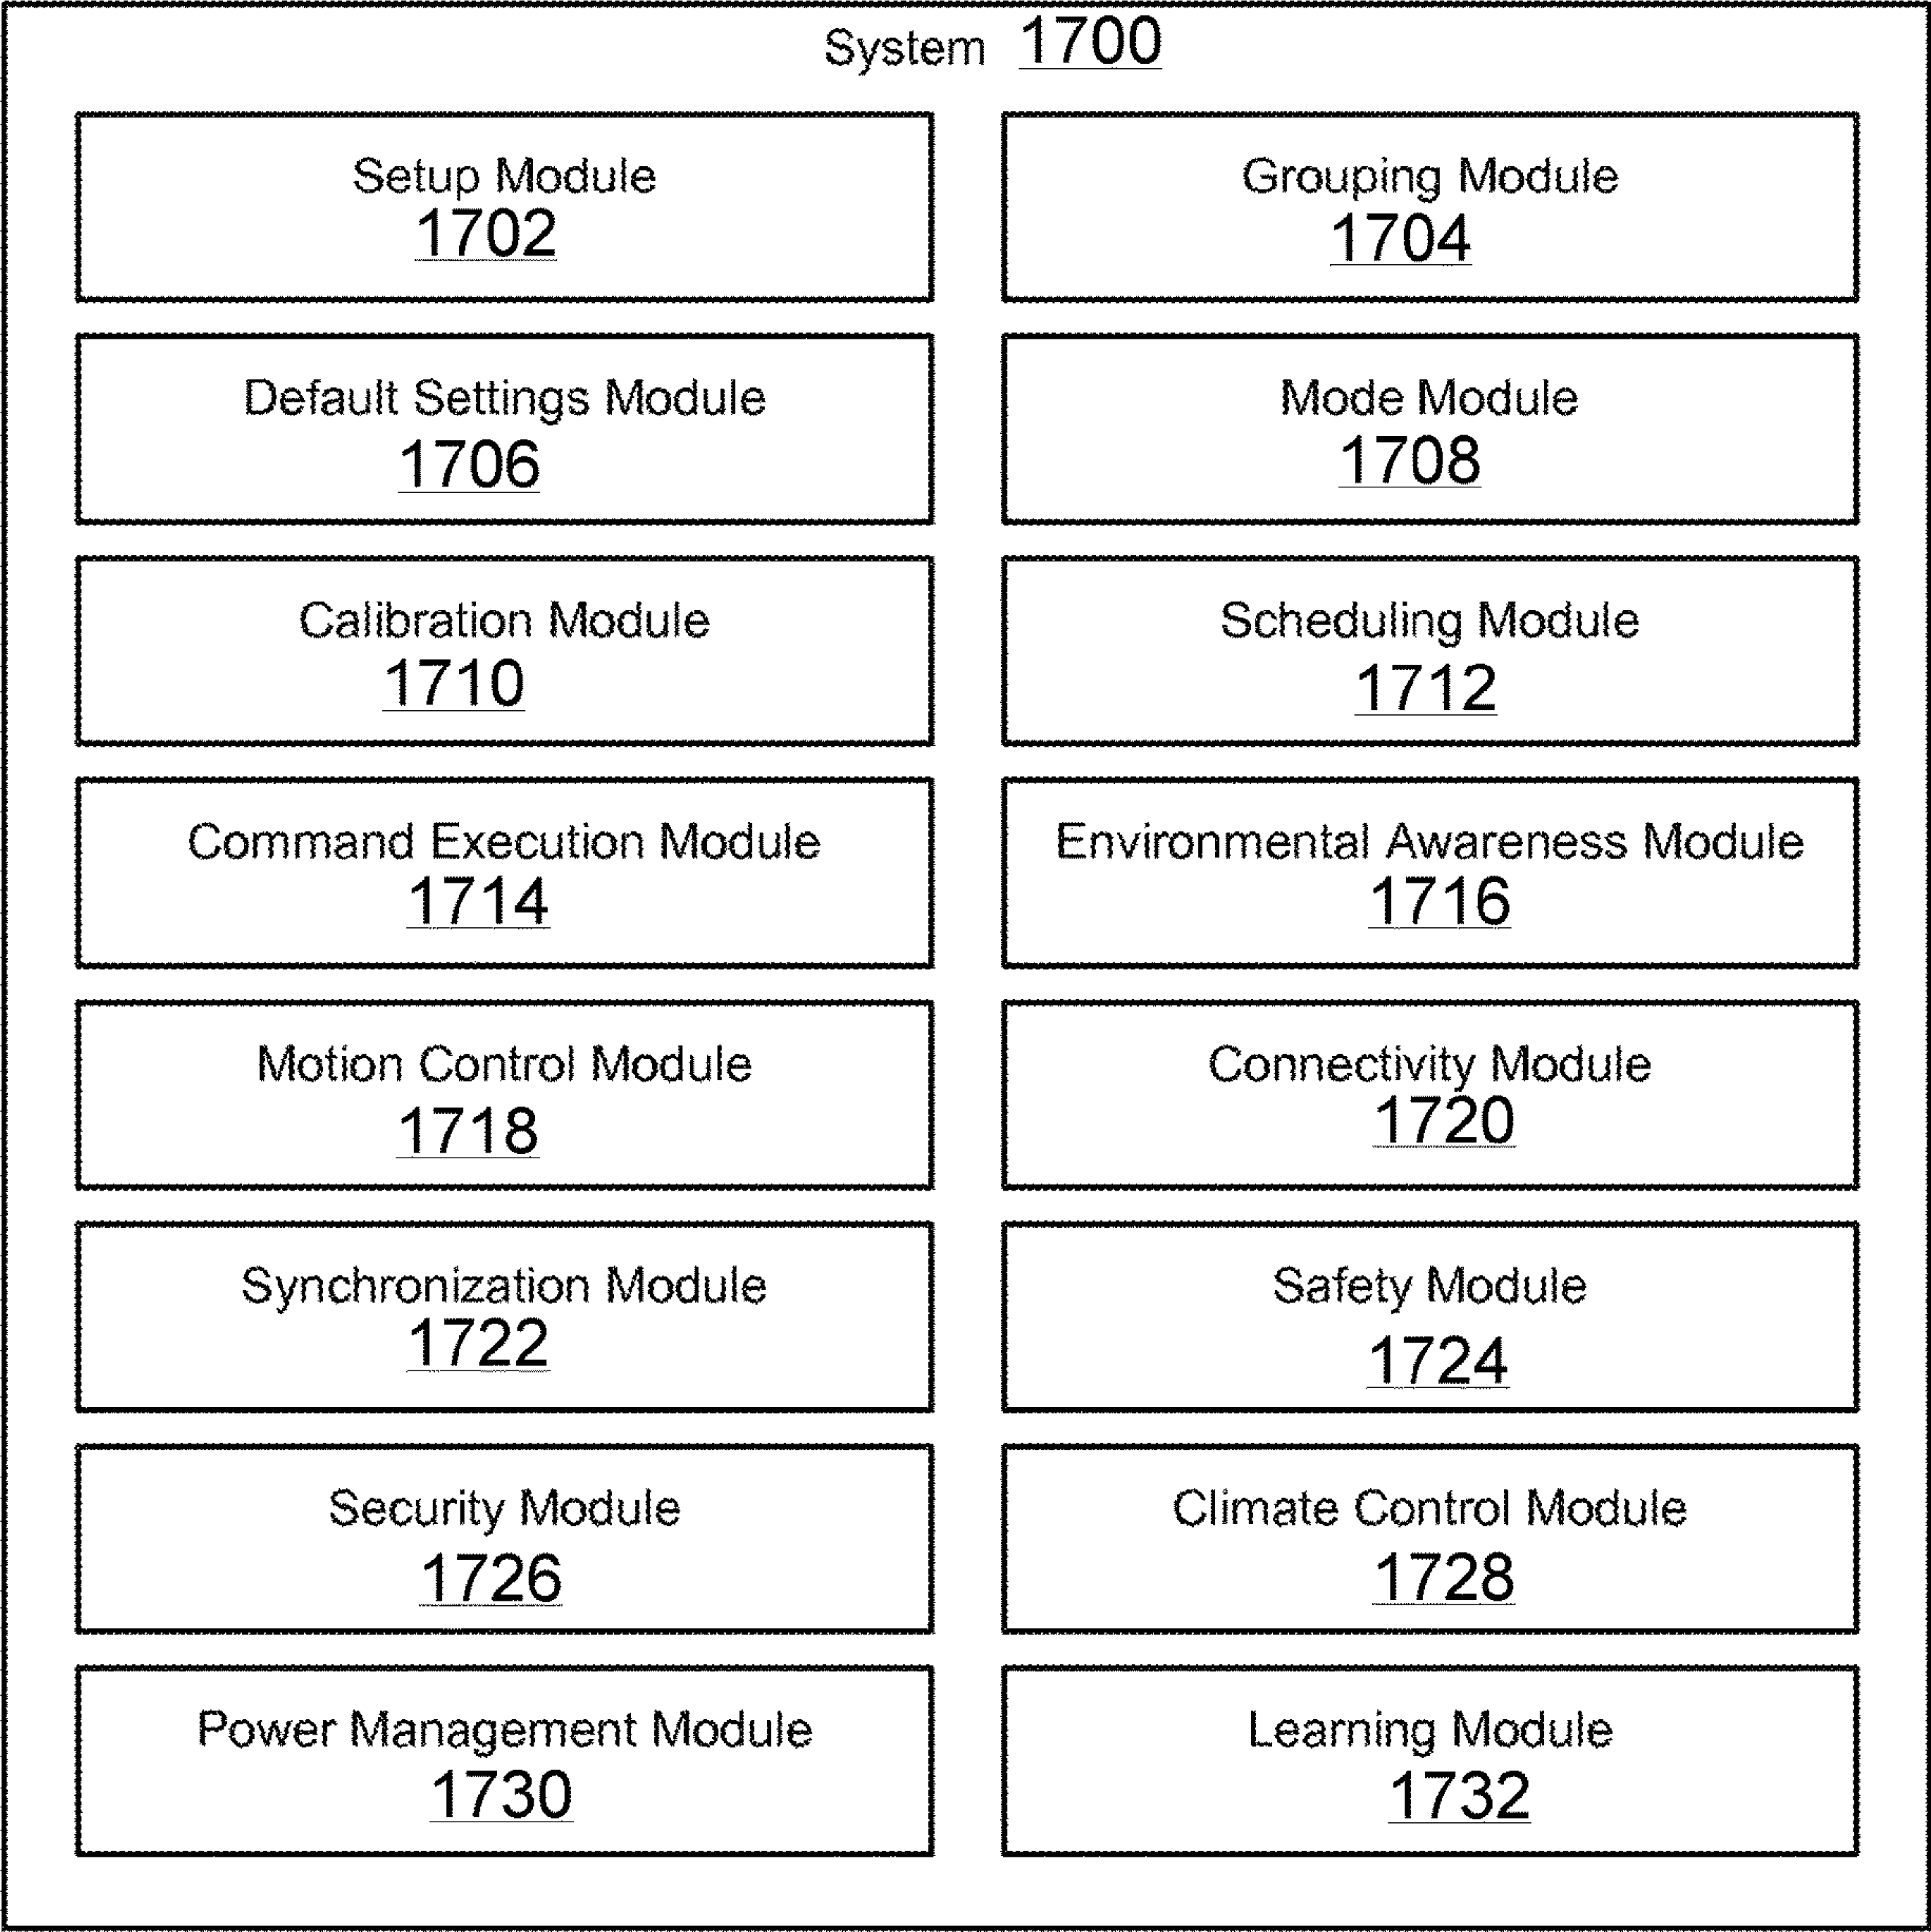 System 1700
Setup Module
1702
Grouping Module
1704
Default Settings Module
1706
Mode Module
1708
Calibration Module
1710
Scheduling Module
1712
Command Execution Module
1714
Environmental Awareness Module
1716
Motion Control Module
1718
Connectivity Module
1720
Synchronization Module
1722
Safety Module
1724
Security Module
1726
Climate Control Module
1728
Power Management Module
1730
Learning Module
1732